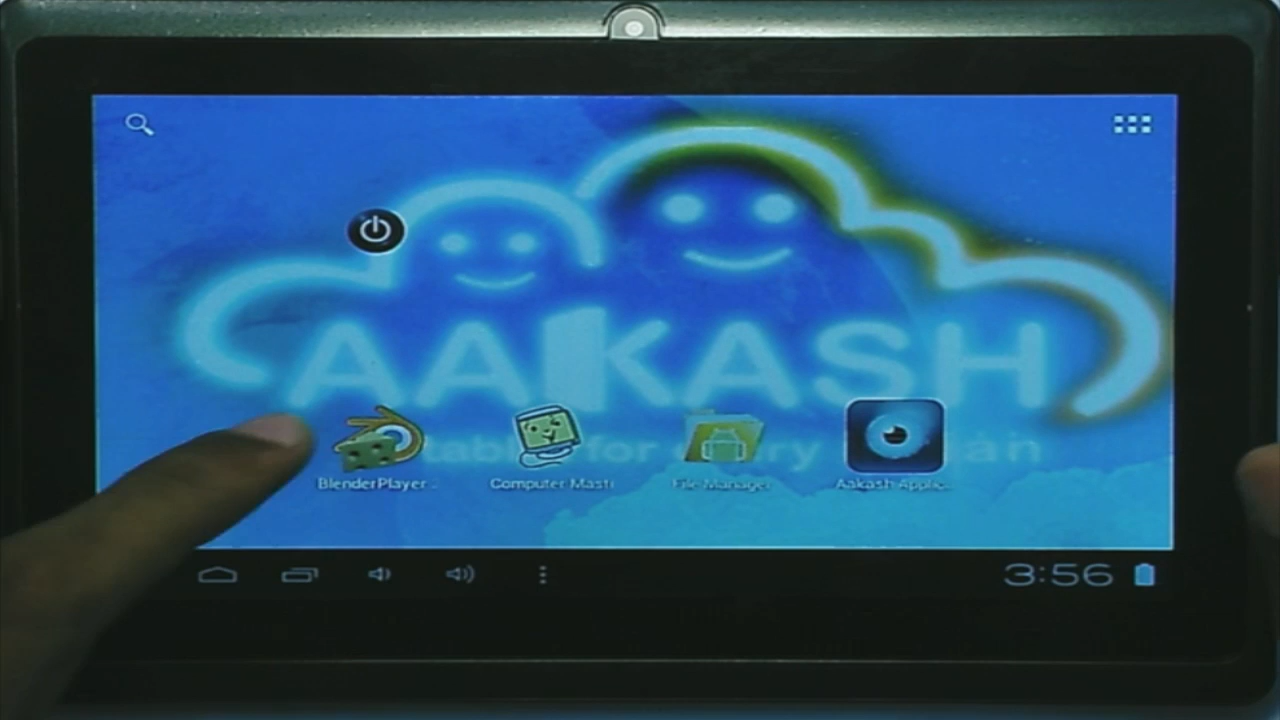 AAKASH
BlenderPlayer..
Computer Masti
File Manager
Aakash Applic..
3:56